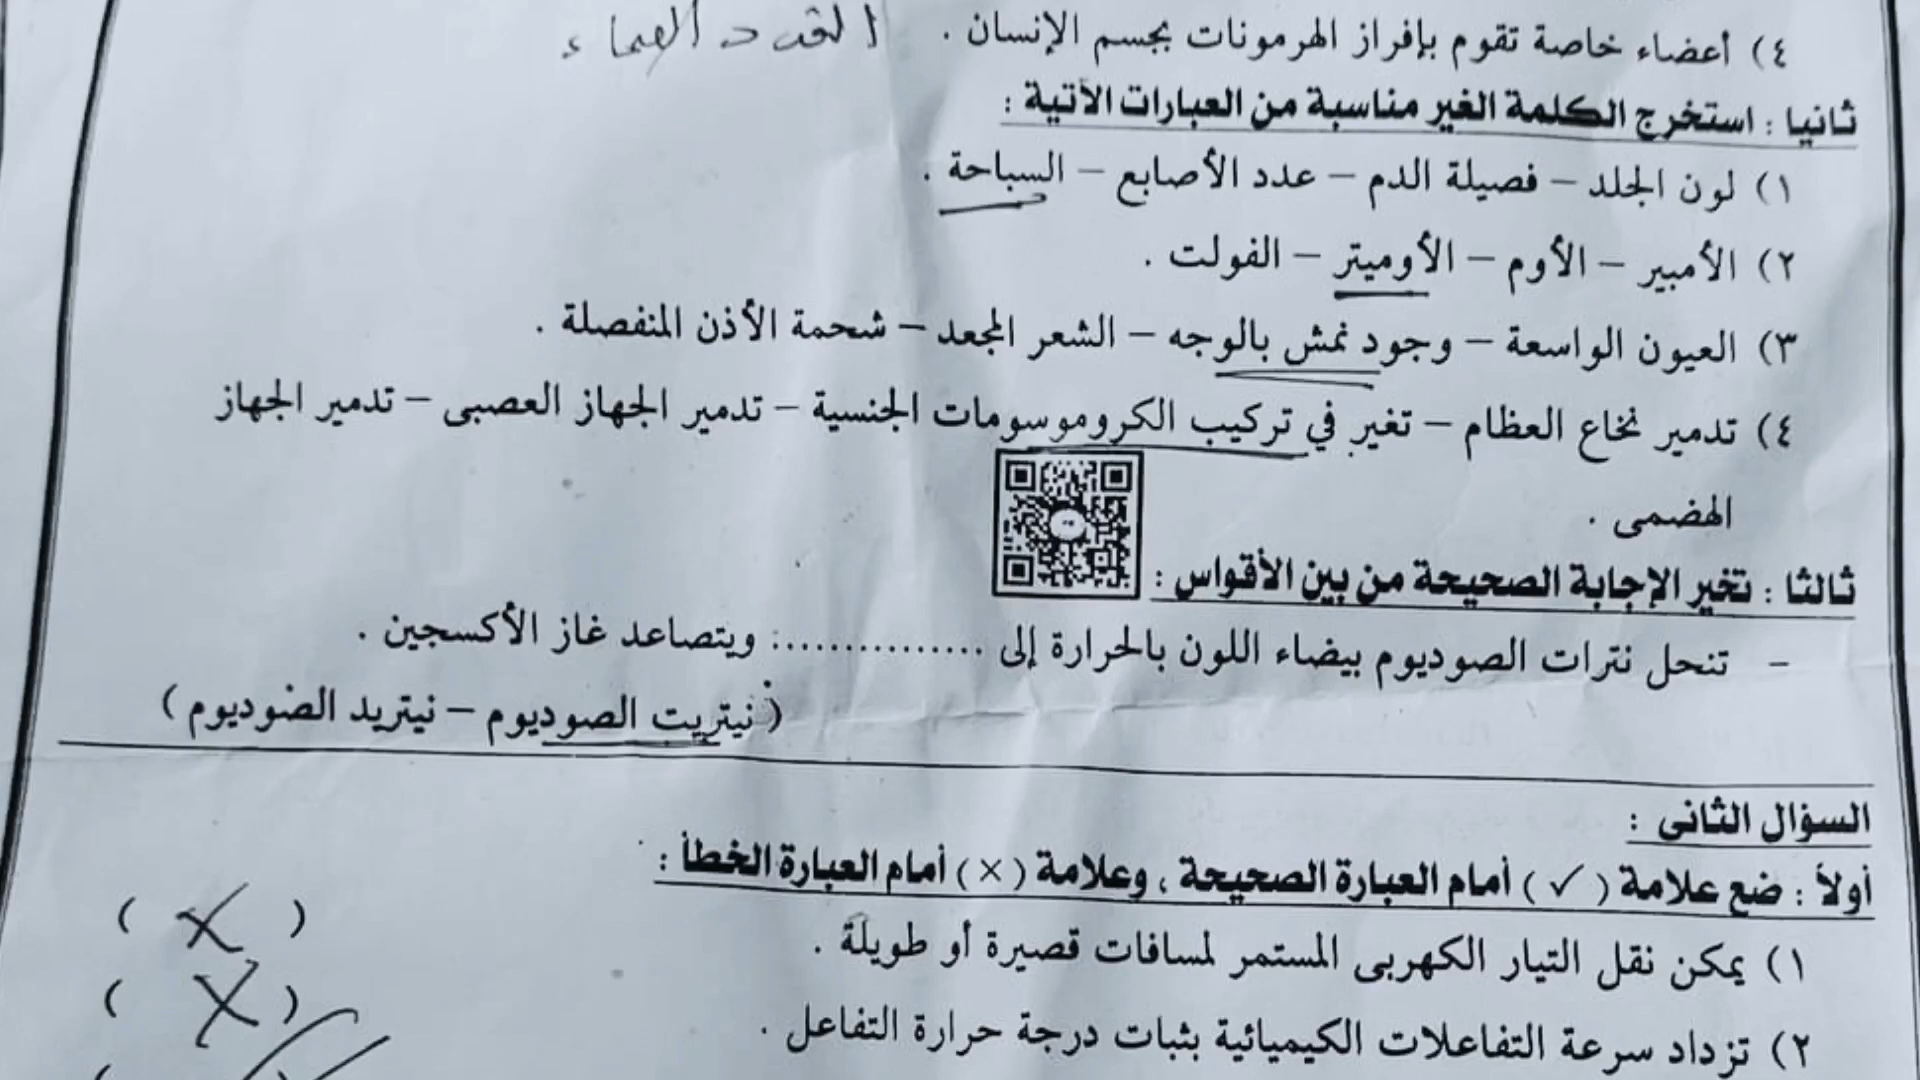 ٤) أعضاء خاصة تقوم بإفراز الهرمونات بجسم الإنسان . الغدد الصماء
ثانيا : استخرج الكلمة الغير مناسبة من العبارات الأتية :
١) لون الجلد – فصيلة الدم – عدد الأصابع – السباحة .
٢) الأمبير – الأوم – الأوميتر – الفولت .
٣) العيون الواسعة – وجود نمش بالوجه – الشعر المجعد – شحمة الأذن المنفصلة .
٤) تدمير نخاع العظام – تغير في تركيب الكروموسومات الجنسية – تدمير الجهاز العصبى – تدمير الجهاز
الهضمى .
ثالثا : تخير الإجابة الصحيحة من بين الأقواس :
- تنحل نترات الصوديوم بيضاء اللون بالحرارة إلى ............... ويتصاعد غاز الأكسجين .
( نيتريت الصوديوم – نيتريد الصوديوم )
السؤال الثانى :
أولاً : ضع علامة ( ✓ ) أمام العبارة الصحيحة ، وعلامة ( × ) أمام العبارة الخطأ :
١) يمكن نقل التيار الكهربى المستمر لمسافات قصيرة أو طويلة . ( × )
٢) تزداد سرعة التفاعلات الكيميائية بثبات درجة حرارة التفاعل . ( × )